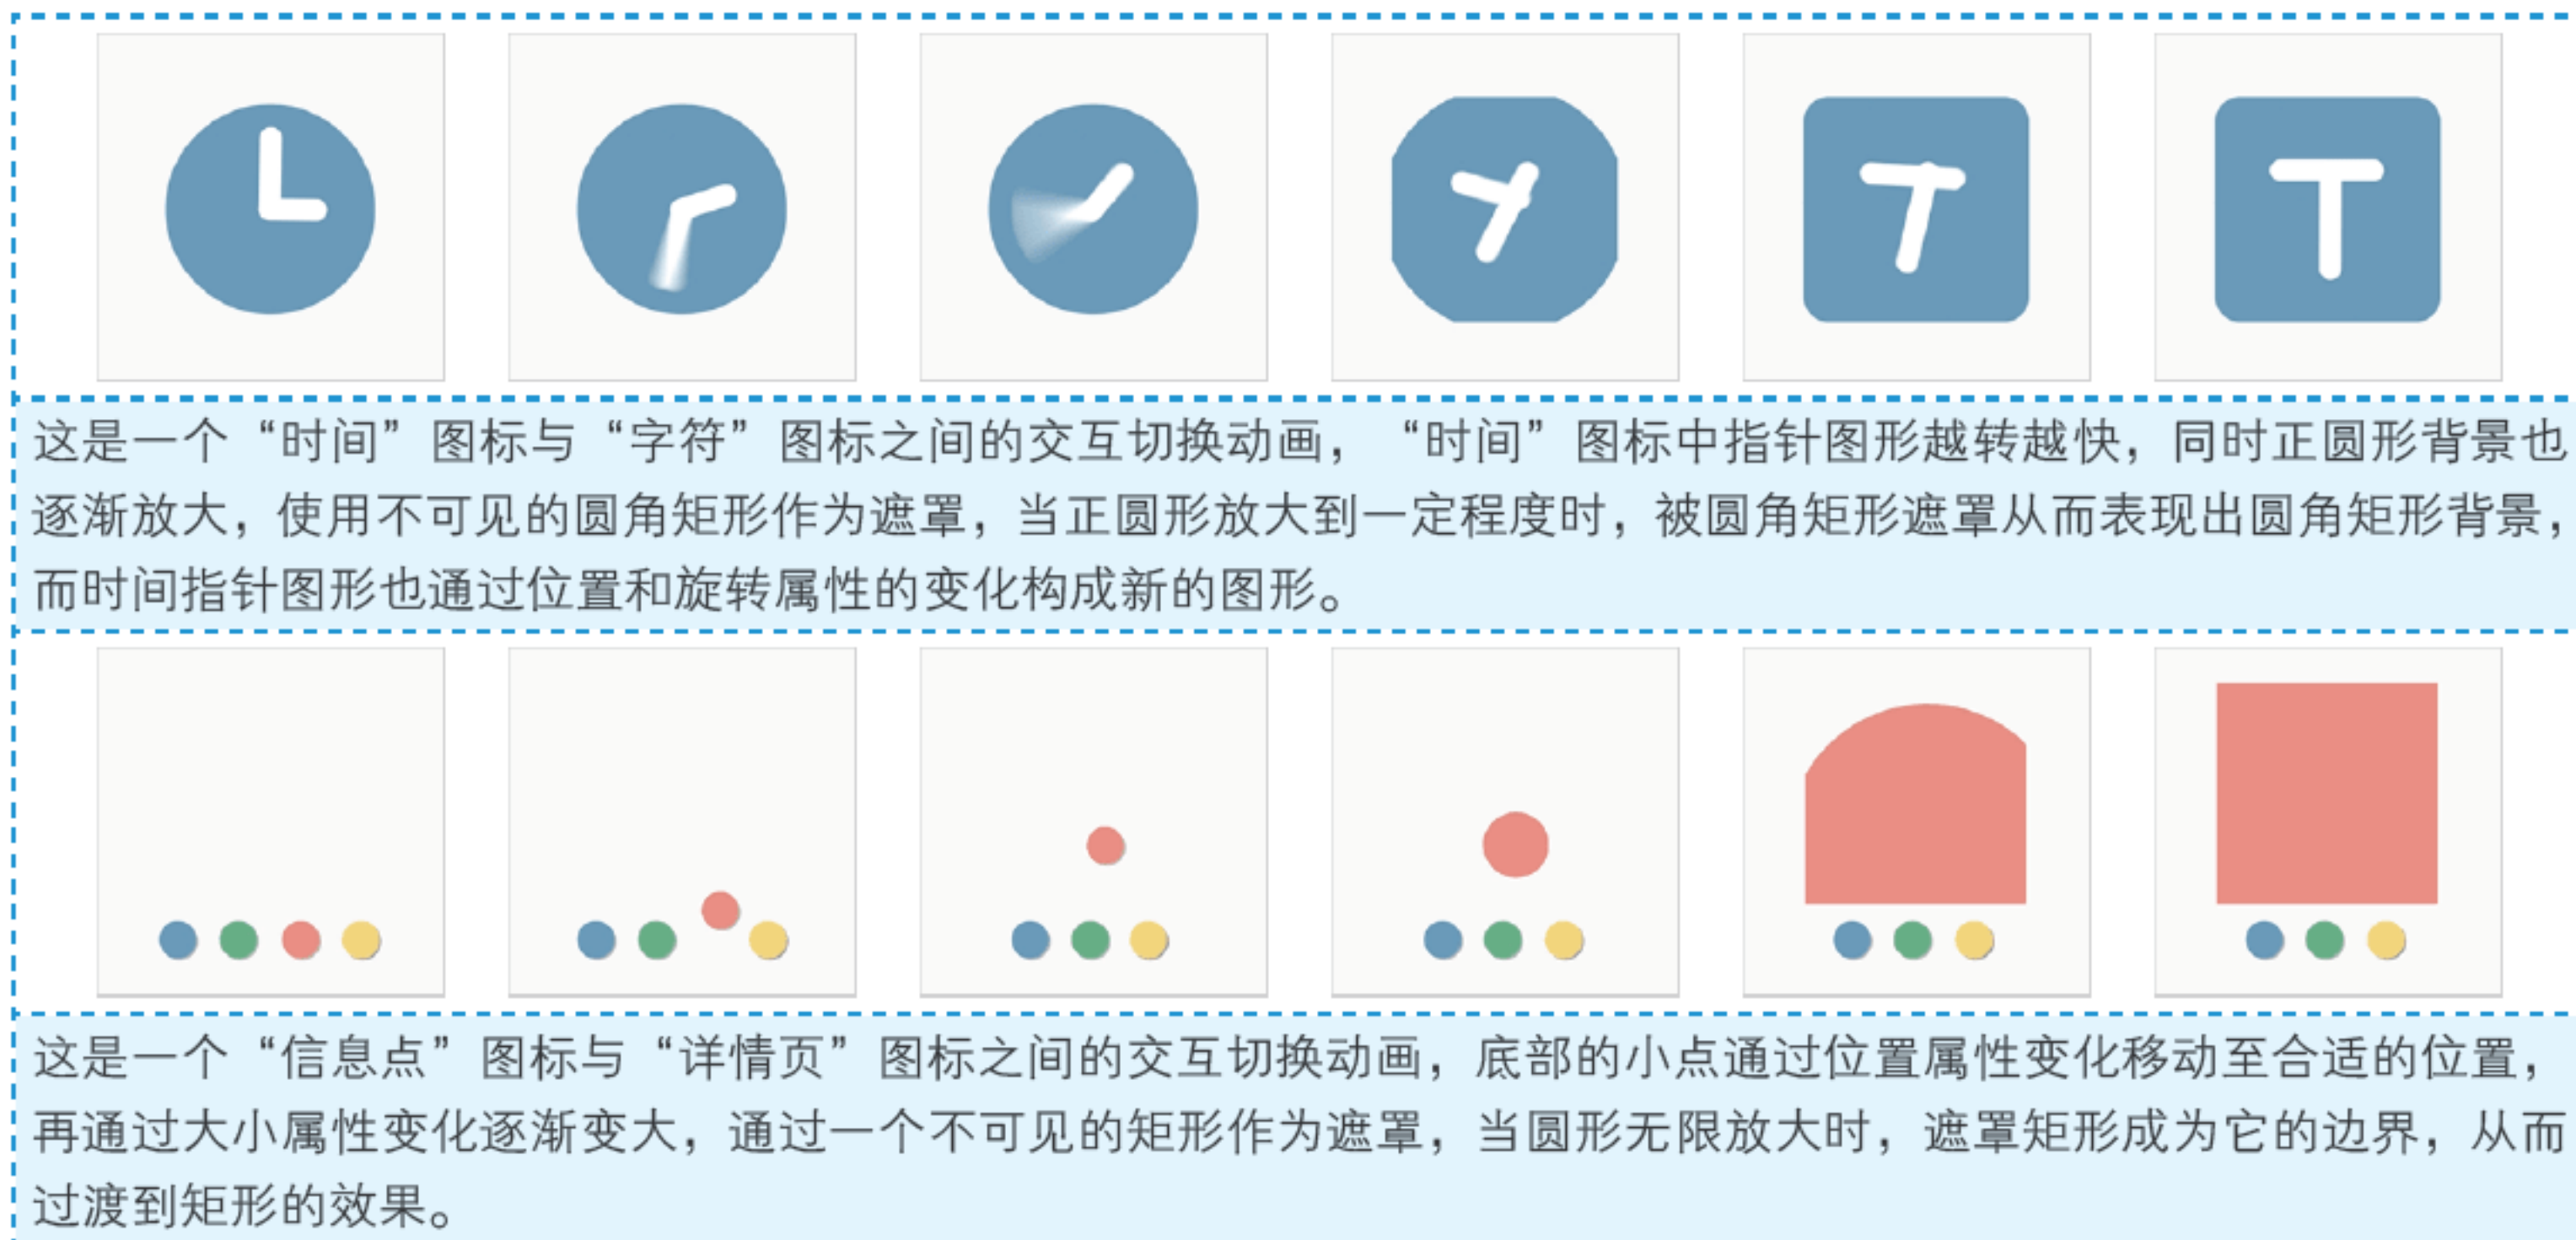 这是一个“时间”图标与“字符”图标之间的交互切换动画，“时间”图标中指针图形越转越快，同时正圆形背景也
逐渐放大，使用不可见的圆角矩形作为遮罩，当正圆形放大到一定程度时，被圆角矩形遮罩从而表现出圆角矩形背景，
而时间指针图形也通过位置和旋转属性的变化构成新的图形。
这是一个“信息点”图标与“详情页”图标之间的交互切换动画，底部的小点通过位置属性变化移动至合适的位置，
再通过大小属性变化逐渐变大，通过一个不可见的矩形作为遮罩，当圆形无限放大时，遮罩矩形成为它的边界，从而
过渡到矩形的效果。